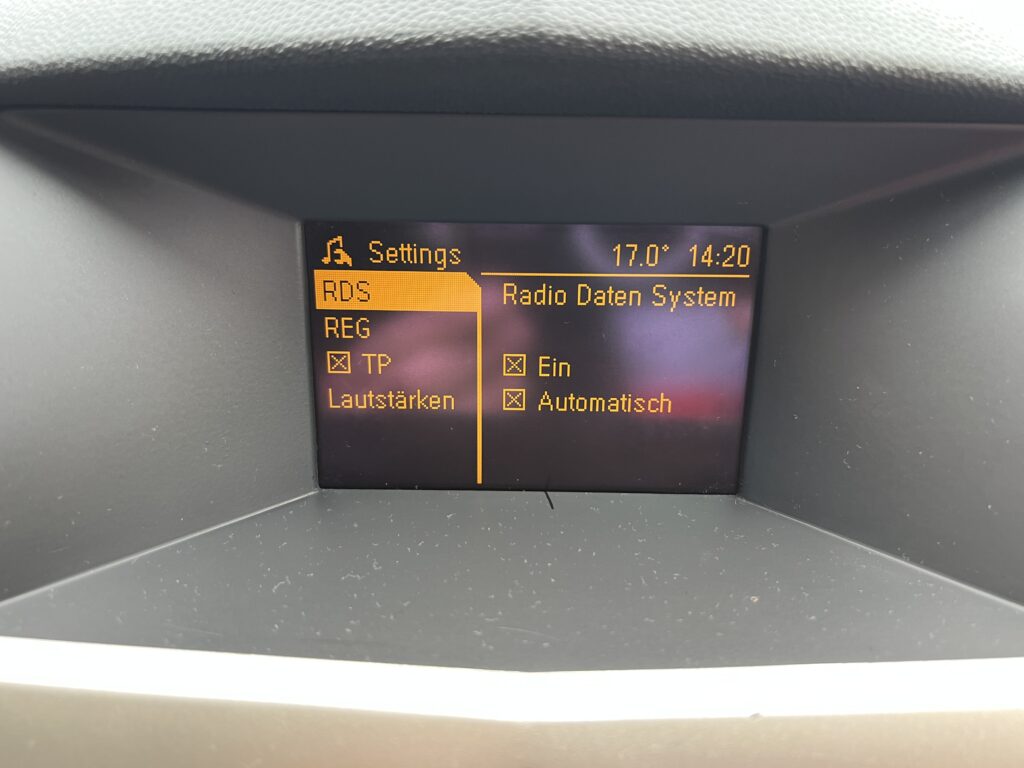 Settings 17.0° 14:20
RDS
REG
TP
Lautstärken
Radio Daten System
Ein
Automatisch